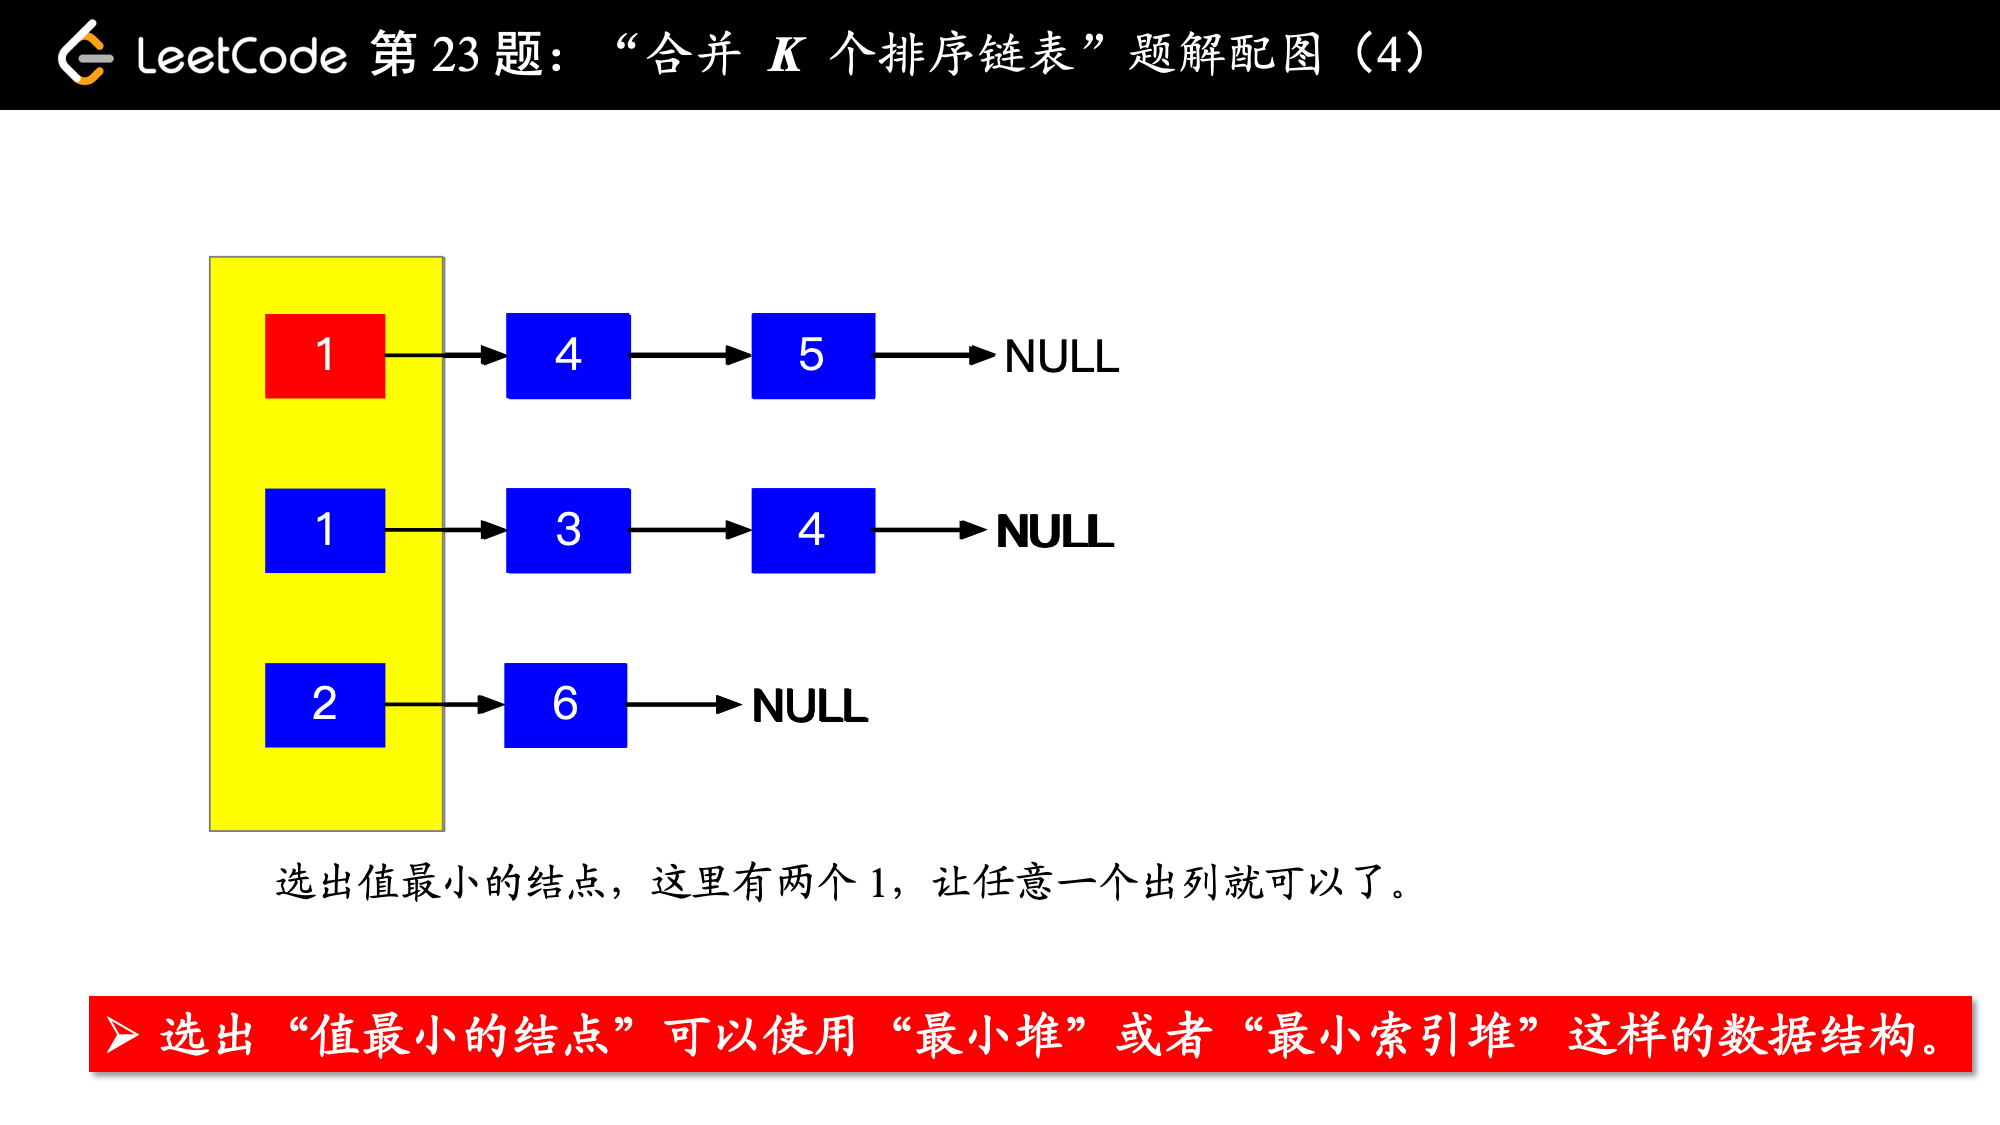 LeetCode 第 23 题：“合并 K 个排序链表”题解配图（4）
1 4 5 NULL
1 3 4 NULL
2 6 NULL
选出值最小的结点，这里有两个 1，让任意一个出列就可以了。
➢ 选出“值最小的结点”可以使用“最小堆”或者“最小索引堆”这样的数据结构。